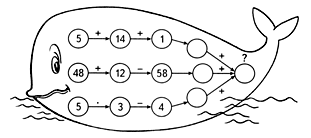 ?
5 + 14 + 1 +
48 + 12 – 58 +
5 · 3 – 4 +